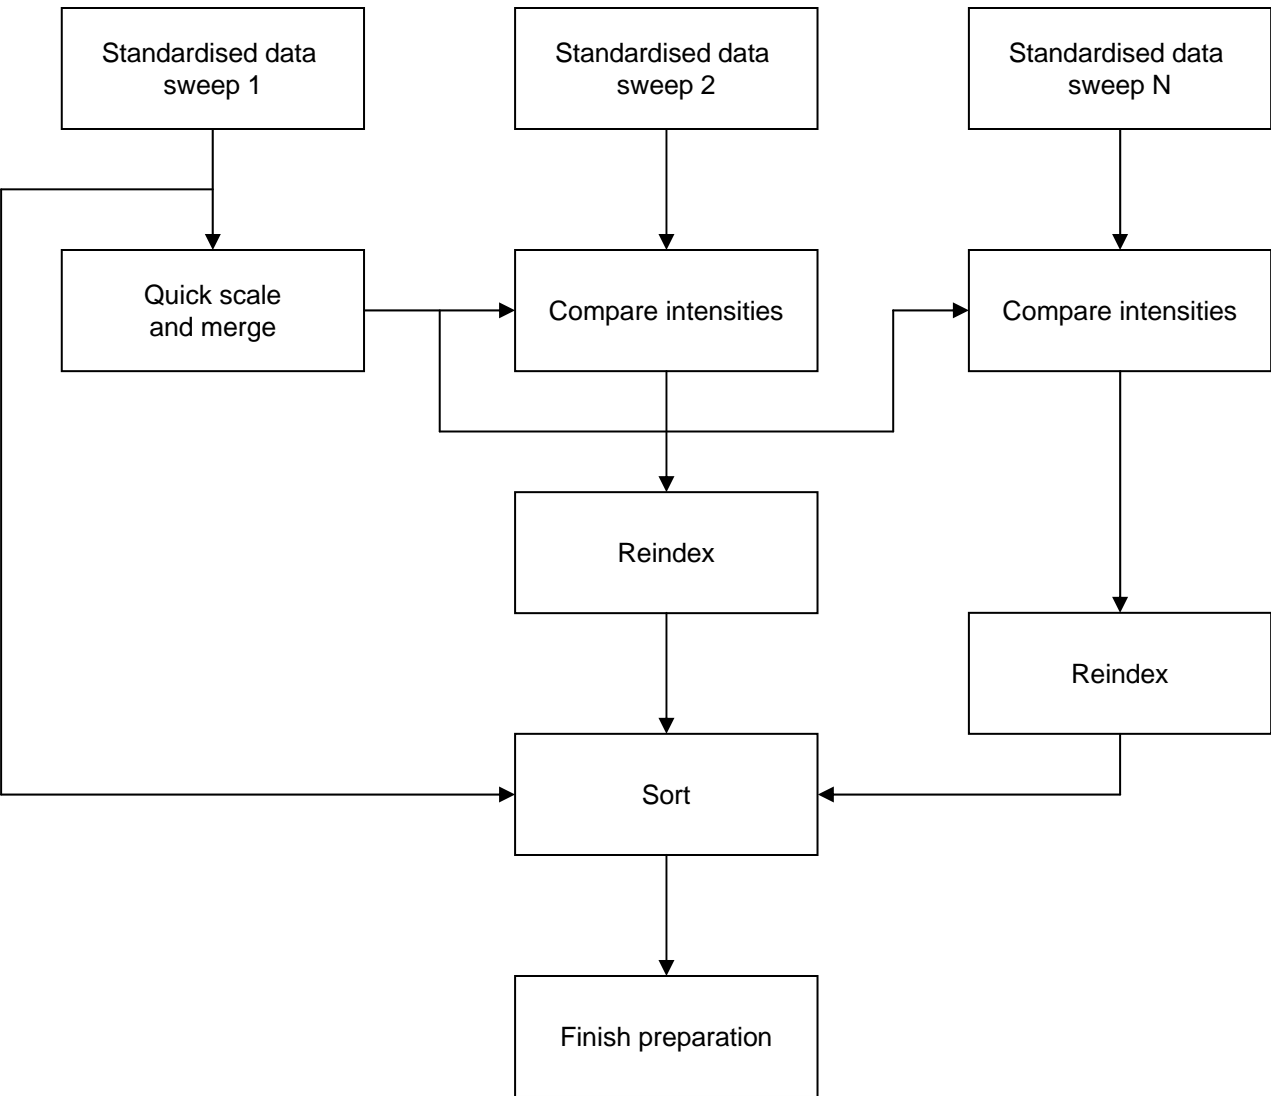 Standardised data
sweep 1
Standardised data
sweep 2
Standardised data
sweep N
Quick scale
and merge
Compare intensities
Compare intensities
Reindex
Reindex
Sort
Finish preparation